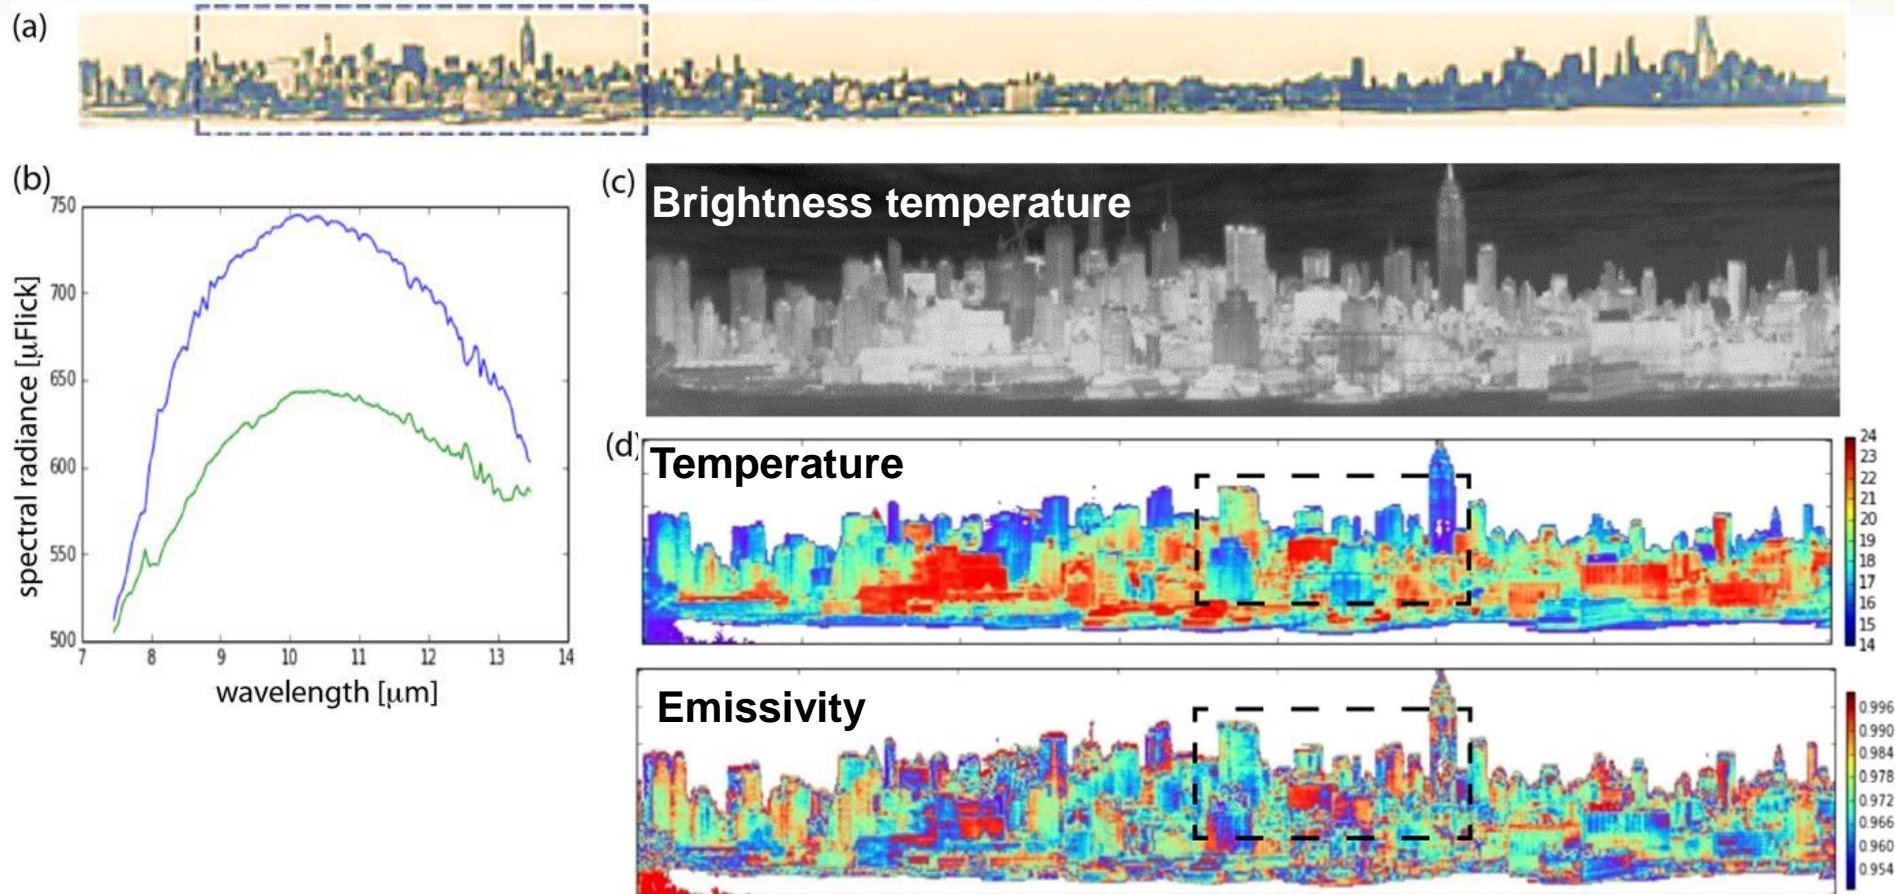 (a)
(b)
750
700
650
600
550
500
spectral radiance [μFlick]
7 8 9 10 11 12 13 14
wavelength [μm]
(c)
Brightness temperature
(d)
Temperature
24
23
22
21
20
19
18
17
16
15
14
Emissivity
0.996
0.990
0.984
0.978
0.972
0.966
0.960
0.954